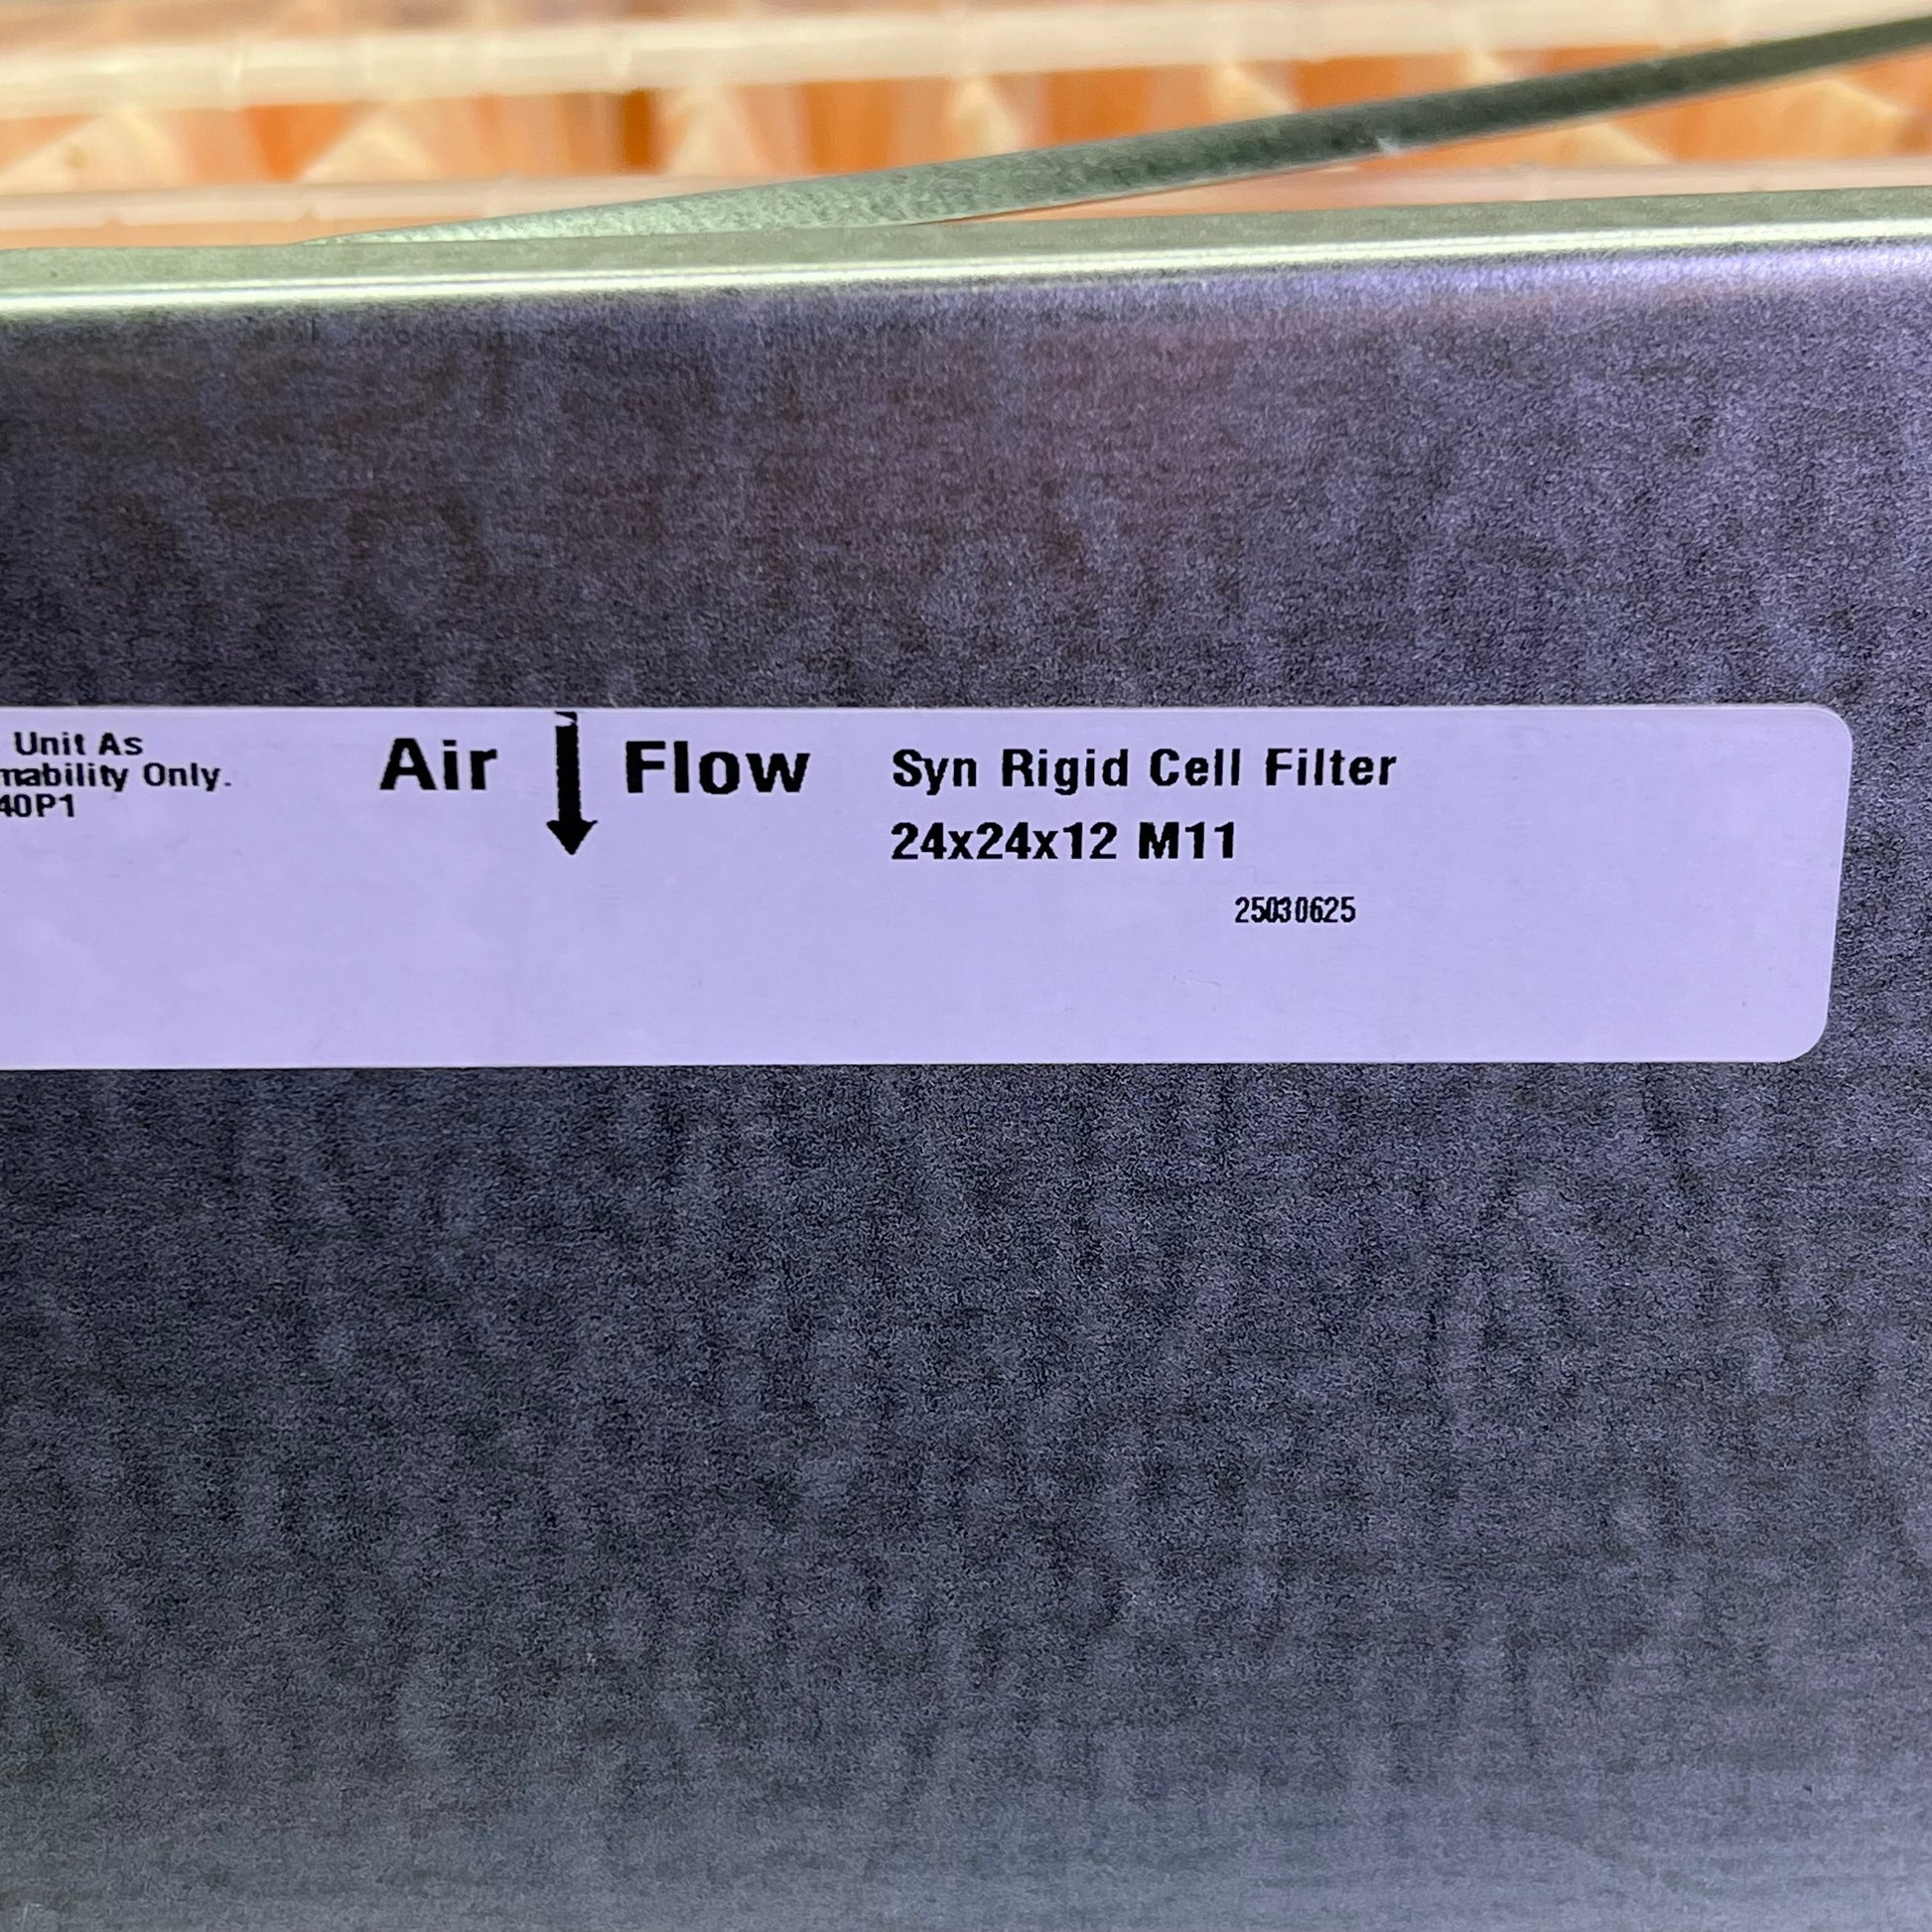 Unit As
mability Only.
40P1
Air Flow
Syn Rigid Cell Filter
24x24x12 M11
25030625